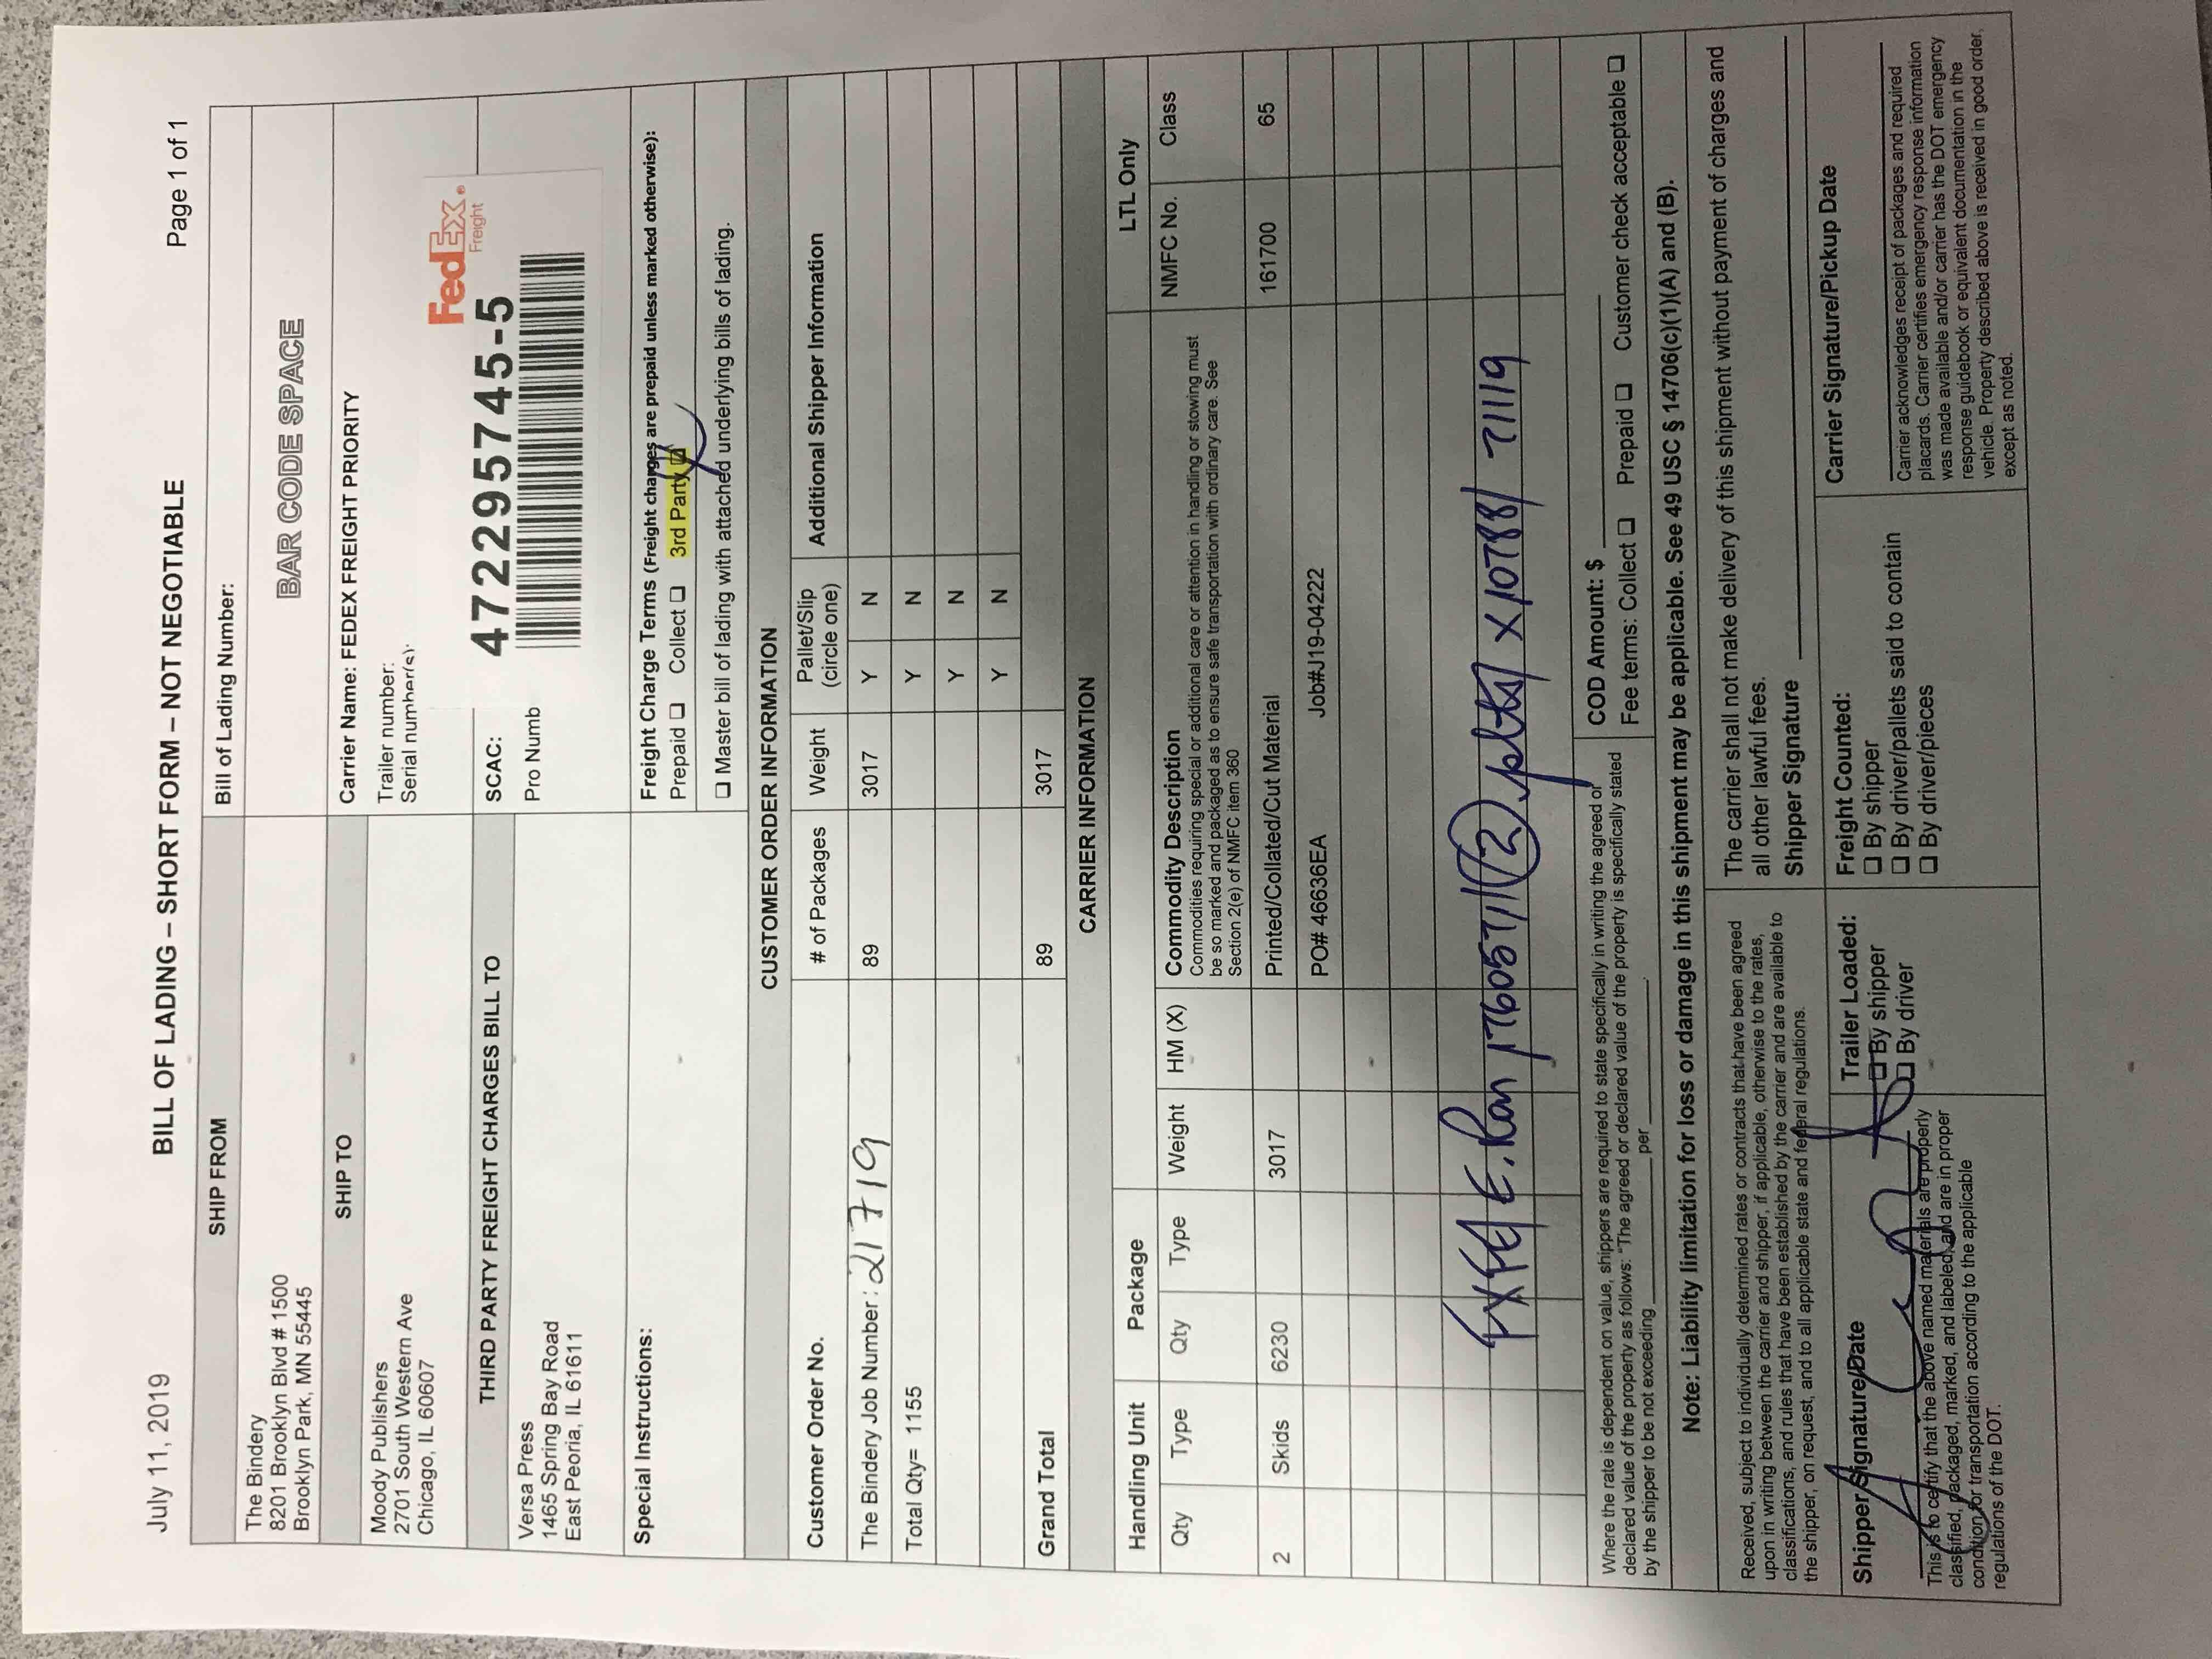 July 11, 2019 BILL OF LADING – SHORT FORM – NOT NEGOTIABLE Page 1 of 1
SHIP FROM
The Bindery
8201 Brooklyn Blvd # 1500
Brooklyn Park, MN 55445
Bill of Lading Number:
BAR CODE SPACE
SHIP TO
Moody Publishers
2701 South Western Ave
Chicago, IL 60607
Carrier Name: FEDEX FREIGHT PRIORITY
Trailer number:
Serial number(s):
FedEx®
Freight
472295745-5
THIRD PARTY FREIGHT CHARGES BILL TO
Versa Press
1465 Spring Bay Road
East Peoria, IL 61611
SCAC:
Pro Numb
Special Instructions:
Freight Charge Terms (Freight charges are prepaid unless marked otherwise):
Prepaid ❑ Collect ❑ 3rd Party ❑
❑ Master bill of lading with attached underlying bills of lading.
CUSTOMER ORDER INFORMATION
Customer Order No. # of Packages Weight Pallet/Slip (circle one) Additional Shipper Information
The Bindery Job Number: 21719 89 3017 Y N
Total Qty= 1155 Y N
Y N
Y N
Grand Total 89 3017
CARRIER INFORMATION
Handling Unit Package LTL Only
Qty Type Qty Type Weight HM (X) Commodity Description NMFC No. Class
Commodities requiring special or additional care or attention in handling or stowing must
be so marked and packaged as to ensure safe transportation with ordinary care. See
Section 2(e) of NMFC item 360
2 Skids 6230 3017 Printed/Collated/Cut Material 161700 65
PO# 46636EA Job#J19-04222
(2) 71119
Where the rate is dependent on value, shippers are required to state specifically in writing the agreed or
declared value of the property as follows: "The agreed or declared value of the property is specifically stated
by the shipper to be not exceeding per .
COD Amount: $
Fee terms: Collect ❑ Prepaid ❑ Customer check acceptable ❑
Note: Liability limitation for loss or damage in this shipment may be applicable. See 49 USC § 14706(c)(1)(A) and (B).
Received, subject to individually determined rates or contracts that have been agreed
upon in writing between the carrier and shipper, if applicable, otherwise to the rates,
classifications, and rules that have been established by the carrier and are available to
the shipper, on request, and to all applicable state and federal regulations.
The carrier shall not make delivery of this shipment without payment of charges and
all other lawful fees.
Shipper Signature
Shipper Signature/Date
This is to certify that the above named materials are properly
classified, packaged, marked, and labeled, and are in proper
condition for transportation according to the applicable
regulations of the DOT.
Trailer Loaded:
❑ By shipper
❑ By driver
Freight Counted:
❑ By shipper
❑ By driver/pallets said to contain
❑ By driver/pieces
Carrier Signature/Pickup Date
Carrier acknowledges receipt of packages and required
placards. Carrier certifies emergency response information
was made available and/or carrier has the DOT emergency
response guidebook or equivalent documentation in the
vehicle. Property described above is received in good order,
except as noted.